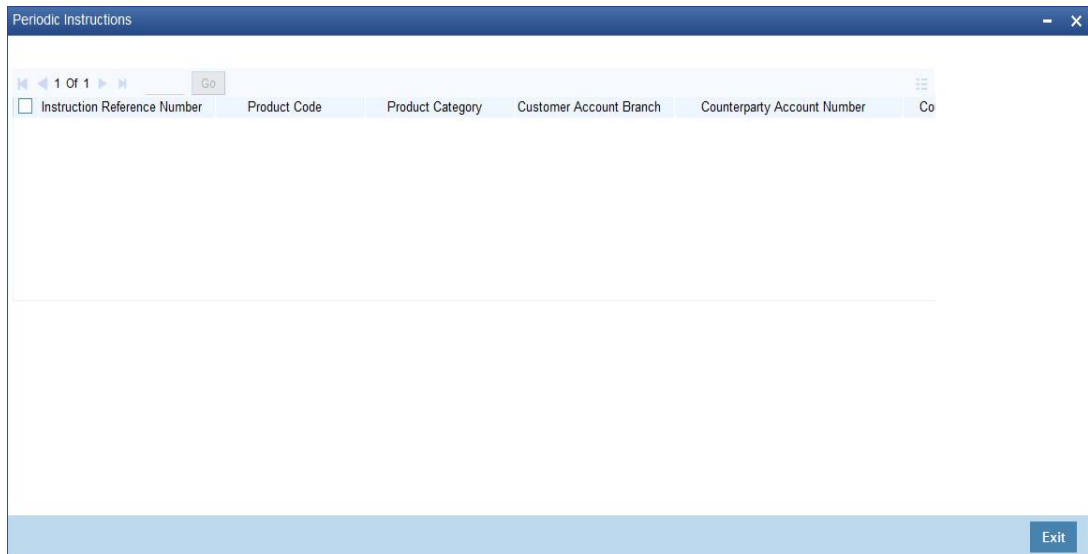 Periodic Instructions
1 Of 1 Go
Instruction Reference Number Product Code Product Category Customer Account Branch Counterparty Account Number Co
Exit